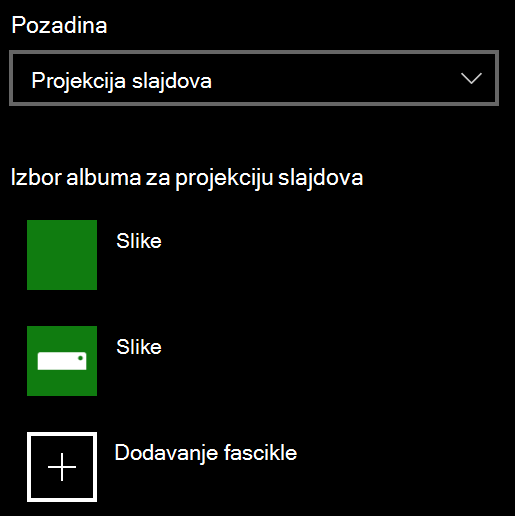 Pozadina
Projekcija slajdova
Izbor albuma za projekciju slajdova
Slike
Slike
Dodavanje fascikle